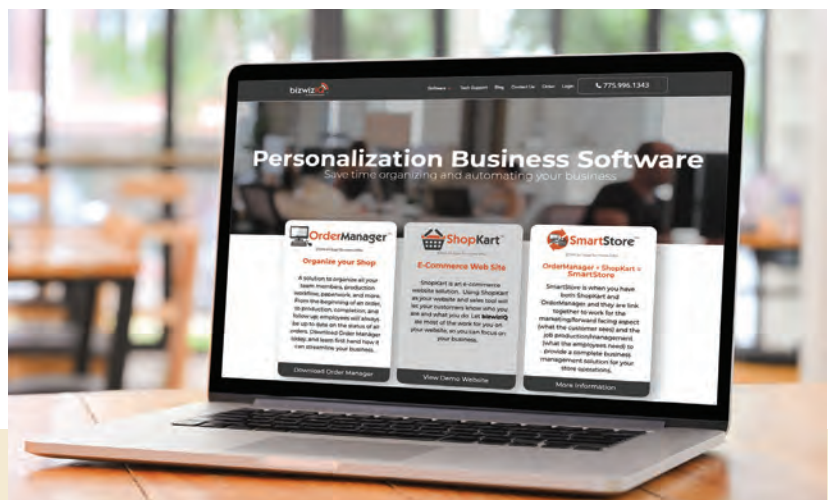 bizwiz
Software Tech Support Blog Contact Us Career Login 775.996.1343
Personalization Business Software
Save time organizing and automating your business
OrderManager™
Organize your Shop
A solution to organize all your
team members, production
workflow, paperwork, and more.
From the beginning of an order,
to production, completion, and
follow up; employees will always
be up to date on the status of all
orders. Download Order Manager
today, and learn first hand how it
can streamline your business.
Download Order Manager
ShopKart™
E-Commerce Web Site
ShopKart is an e-commerce
website solution. Using ShopKart
as your website and sales tool will
let your customers know who you
are and what you do. Let bizwizIQ
do most of the work for you on
your website, so you can focus on
your business.
View Demo Website
SmartStore™
OrderManager + ShopKart =
SmartStore
SmartStore is when you have
both ShopKart and
OrderManager and they are link
together to work for the
marketing/forward facing aspect
(what the customer need) and the
job production/management
(what the employees need) to
provide a complete business
management solution for your
store operations.
More Information